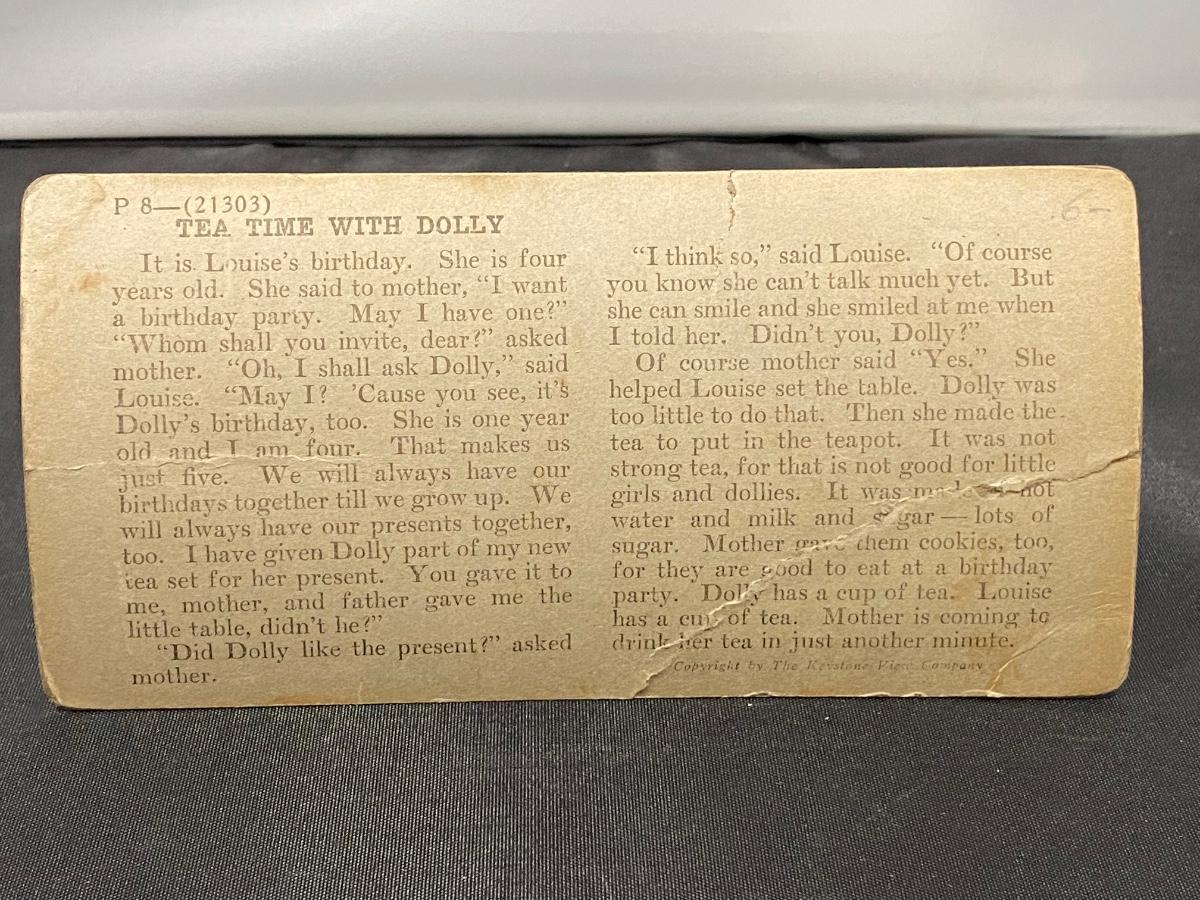 P 8—(21303)
TEA TIME WITH DOLLY
It is Louise's birthday. She is four
years old. She said to mother, "I want
a birthday party. May I have one?"
"Whom shall you invite, dear?" asked
mother. "Oh, I shall ask Dolly," said
Louise. "May I? 'Cause you see, it's
Dolly's birthday, too. She is one year
old and I am four. That makes us
just five. We will always have our
birthdays together till we grow up. We
will always have our presents together,
too. I have given Dolly part of my new
tea set for her present. You gave it to
me, mother, and father gave me the
little table, didn't he?"
"Did Dolly like the present?" asked
mother.
"I think so," said Louise. "Of course
you know she can't talk much yet. But
she can smile and she smiled at me when
I told her. Didn't you, Dolly?"
Of course mother said "Yes." She
helped Louise set the table. Dolly was
too little to do that. Then she made the
tea to put in the teapot. It was not
strong tea, for that is not good for little
girls and dollies. It was made hot
water and milk and sugar — lots of
sugar. Mother gave them cookies, too,
for they are good to eat at a birthday
party. Dolly has a cup of tea. Louise
has a cup of tea. Mother is coming to
drink her tea in just another minute.
Copyright by The Keystone View Company